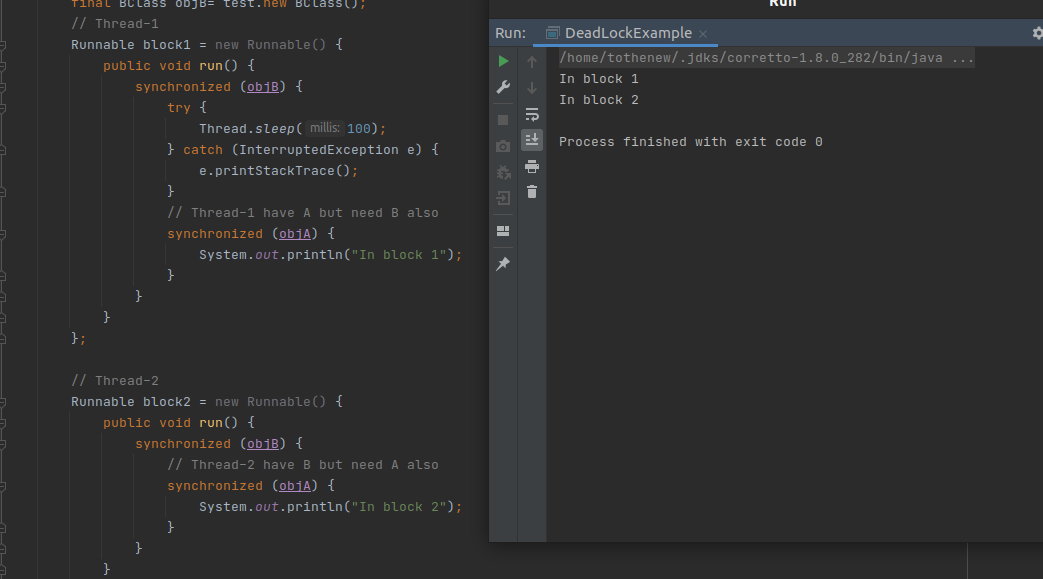 final BClass objB= test.new BClass();
// Thread-1
Runnable block1 = new Runnable() {
public void run() {
synchronized (objB) {
try {
Thread.sleep( millis: 100);
} catch (InterruptedException e) {
e.printStackTrace();
}
// Thread-1 have A but need B also
synchronized (objA) {
System.out.println("In block 1");
}
}
}
};
// Thread-2
Runnable block2 = new Runnable() {
public void run() {
synchronized (objB) {
// Thread-2 have B but need A also
synchronized (objA) {
System.out.println("In block 2");
}
}
}
Run
Run: DeadLockExample ×
/home/tothenew/.jdks/corretto-1.8.0_282/bin/java ...
In block 1
In block 2
Process finished with exit code 0